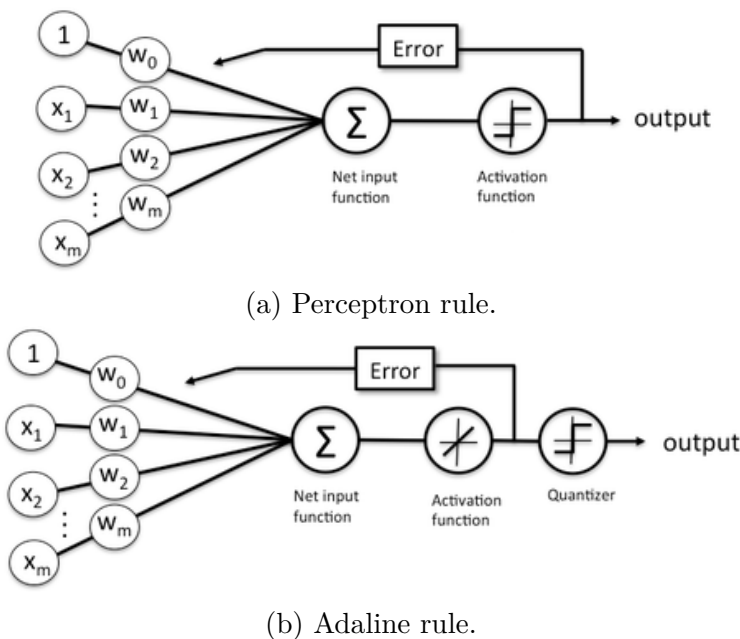 1
w₀
Error
x₁
w₁
Σ
output
x₂
w₂
Net input
function
Activation
function
⋮
wₘ
xₘ
(a) Perceptron rule.
1
w₀
Error
x₁
w₁
Σ
output
x₂
w₂
Net input
function
Activation
function
Quantizer
⋮
wₘ
xₘ
(b) Adaline rule.